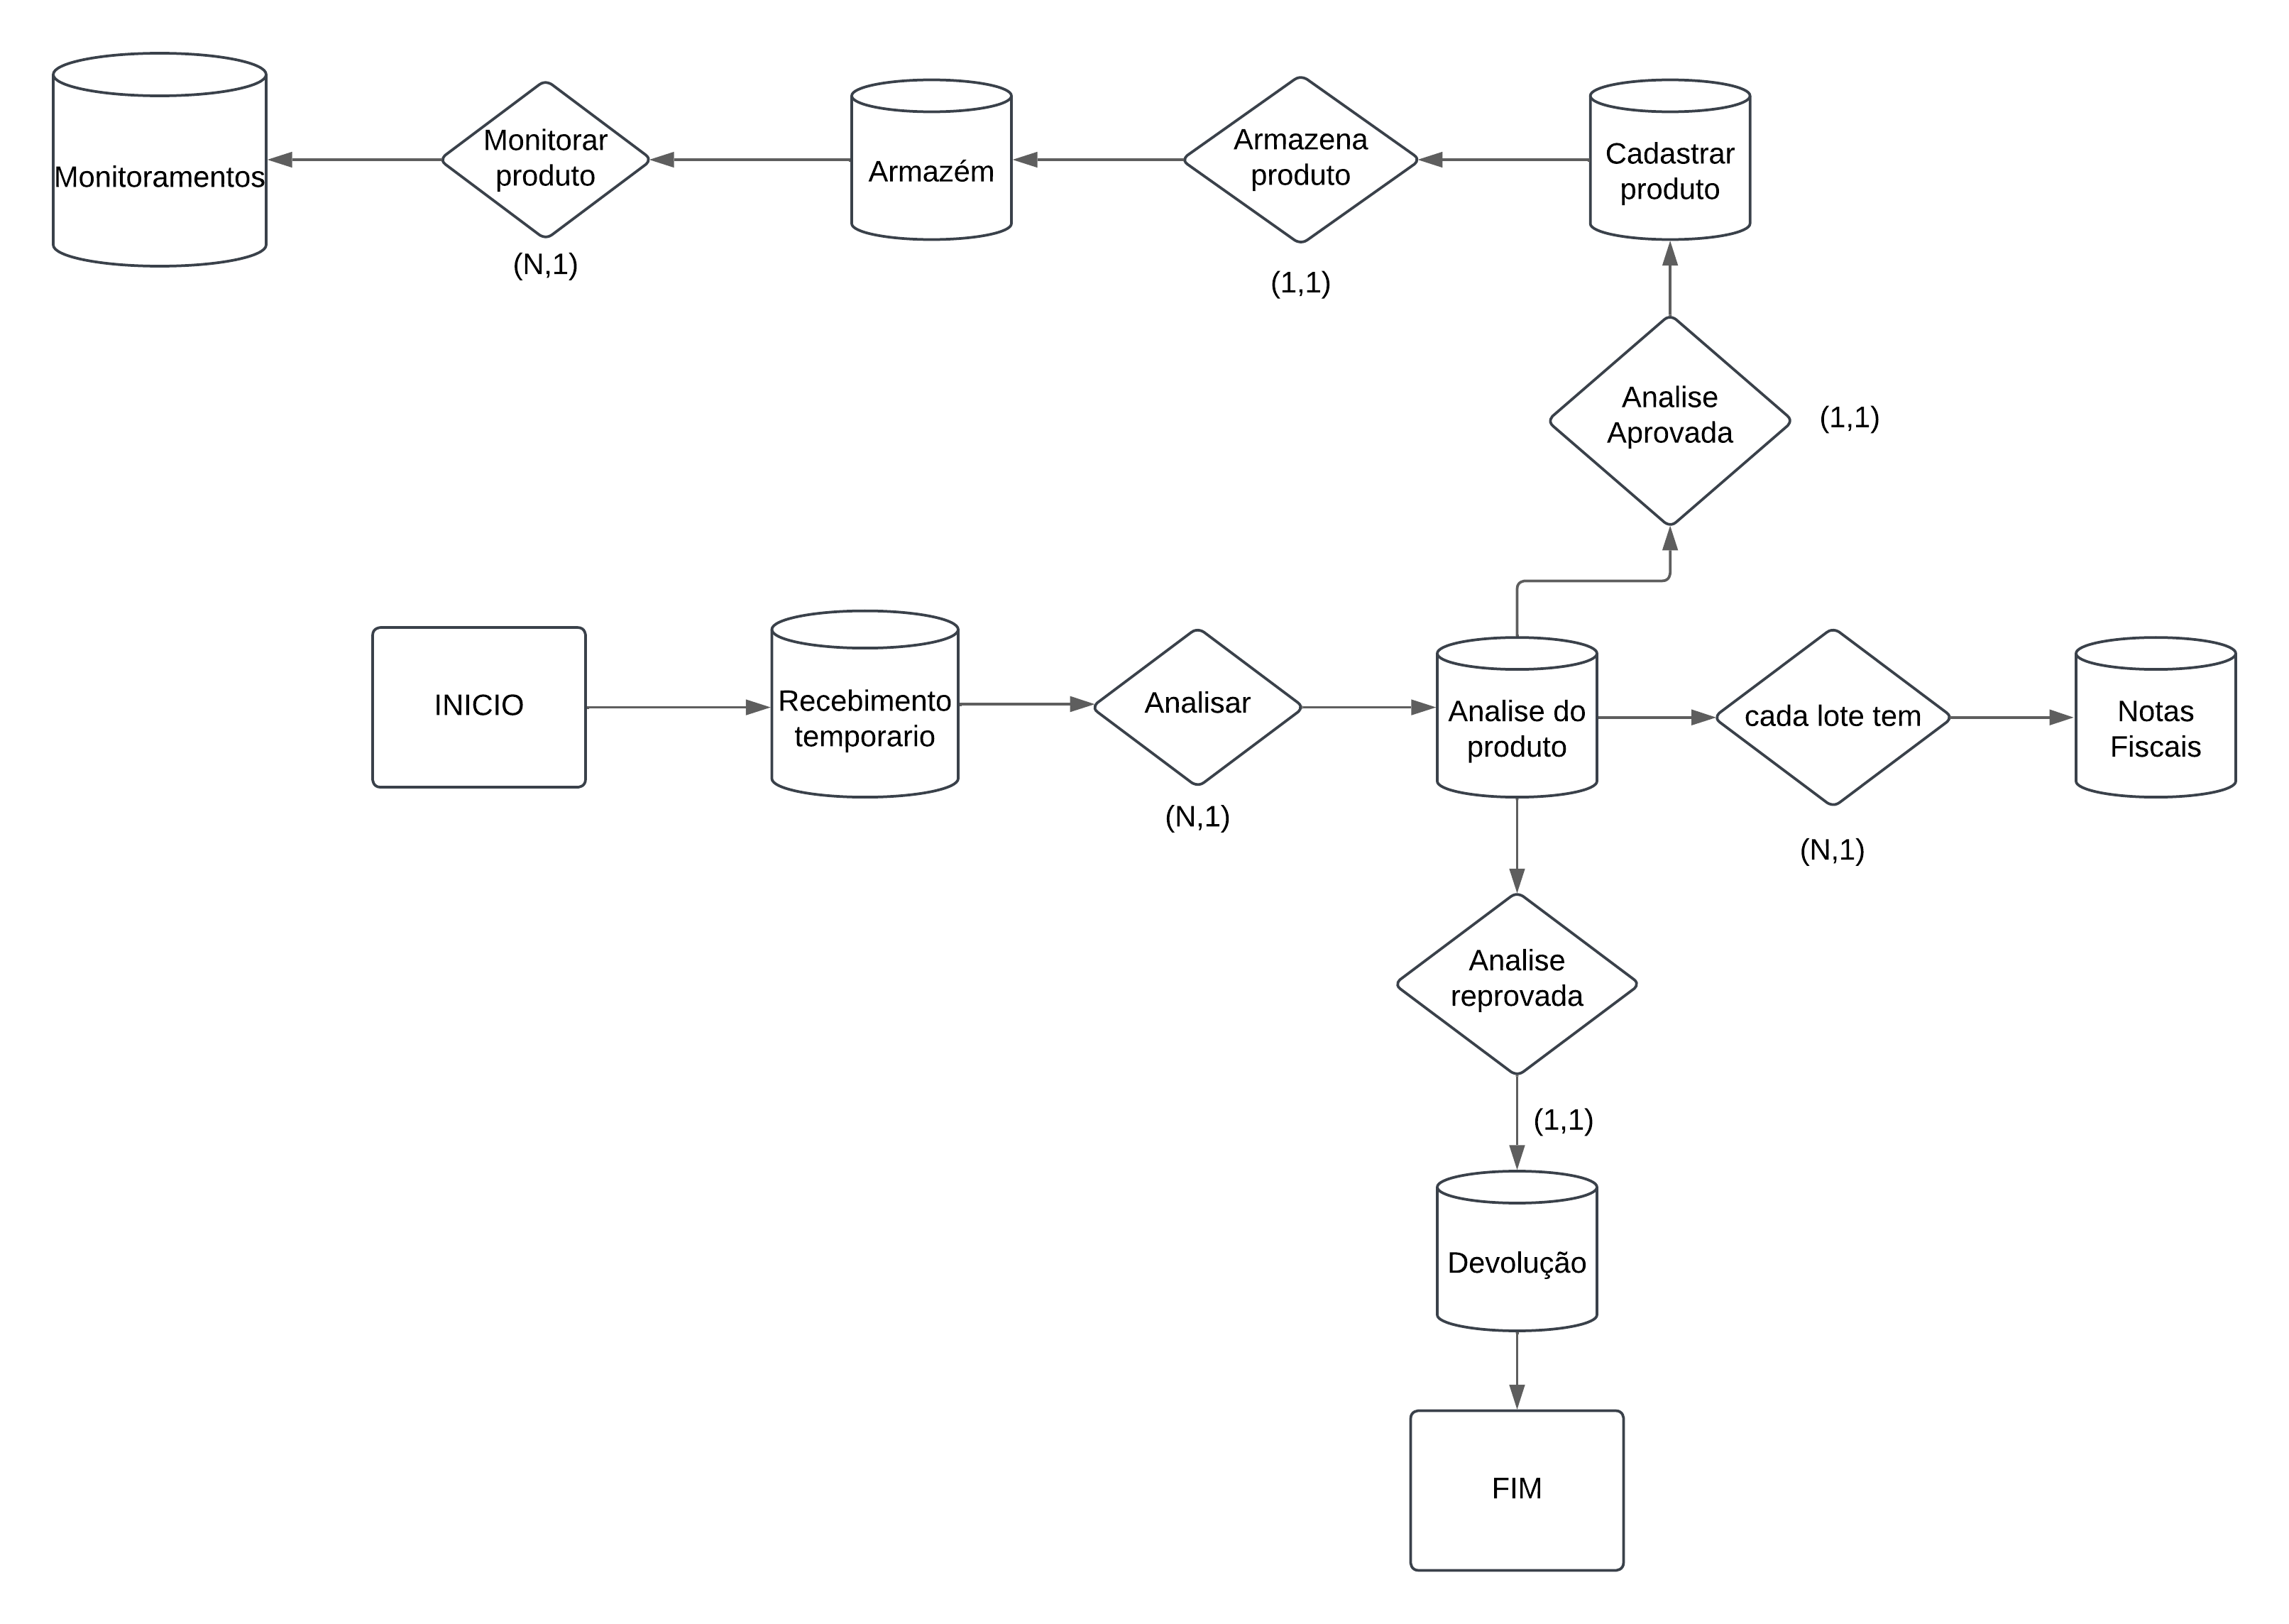 Monitoramentos
Monitorar
produto
(N,1)
Armazém
Armazena
produto
(1,1)
Cadastrar
produto
Analise
Aprovada
(1,1)
INICIO
Recebimento
temporario
Analisar
(N,1)
Analise do
produto
cada lote tem
(N,1)
Notas
Fiscais
Analise
reprovada
(1,1)
Devolução
FIM